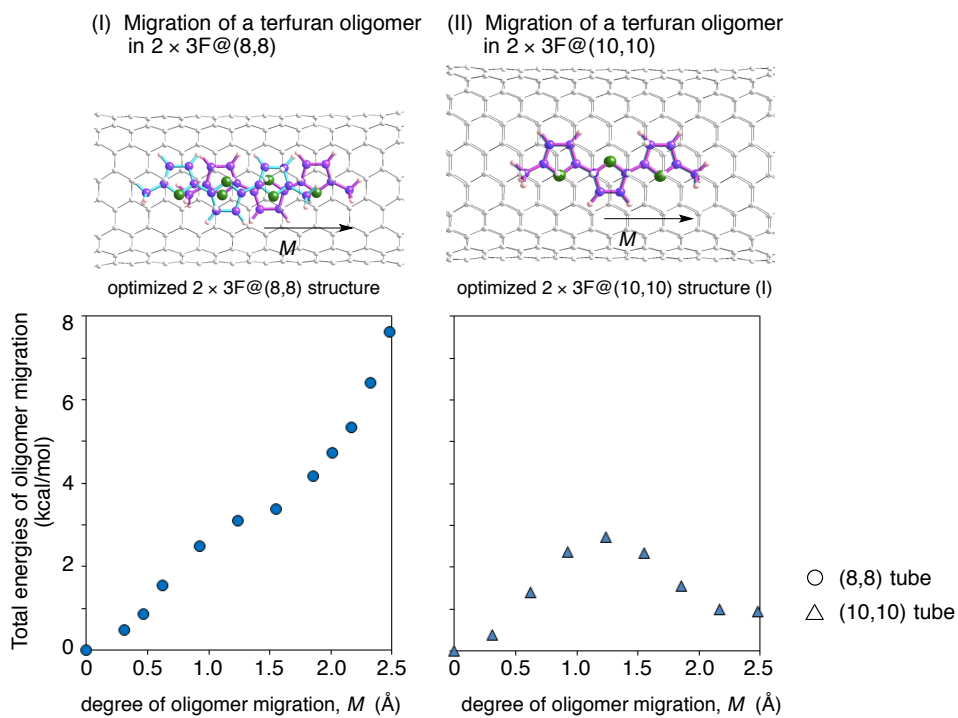 (I) Migration of a terfuran oligomer
in 2 × 3F@(8,8)
(II) Migration of a terfuran oligomer
in 2 × 3F@(10,10)
M
M
optimized 2 × 3F@(8,8) structure
optimized 2 × 3F@(10,10) structure (I)
Total energies of oligomer migration
(kcal/mol)
8
6
4
2
0
0.5
1.0
1.5
2.0
2.5
0
0.5
1.0
1.5
2.0
2.5
0
degree of oligomer migration, M (Å)
degree of oligomer migration, M (Å)
(8,8) tube
(10,10) tube